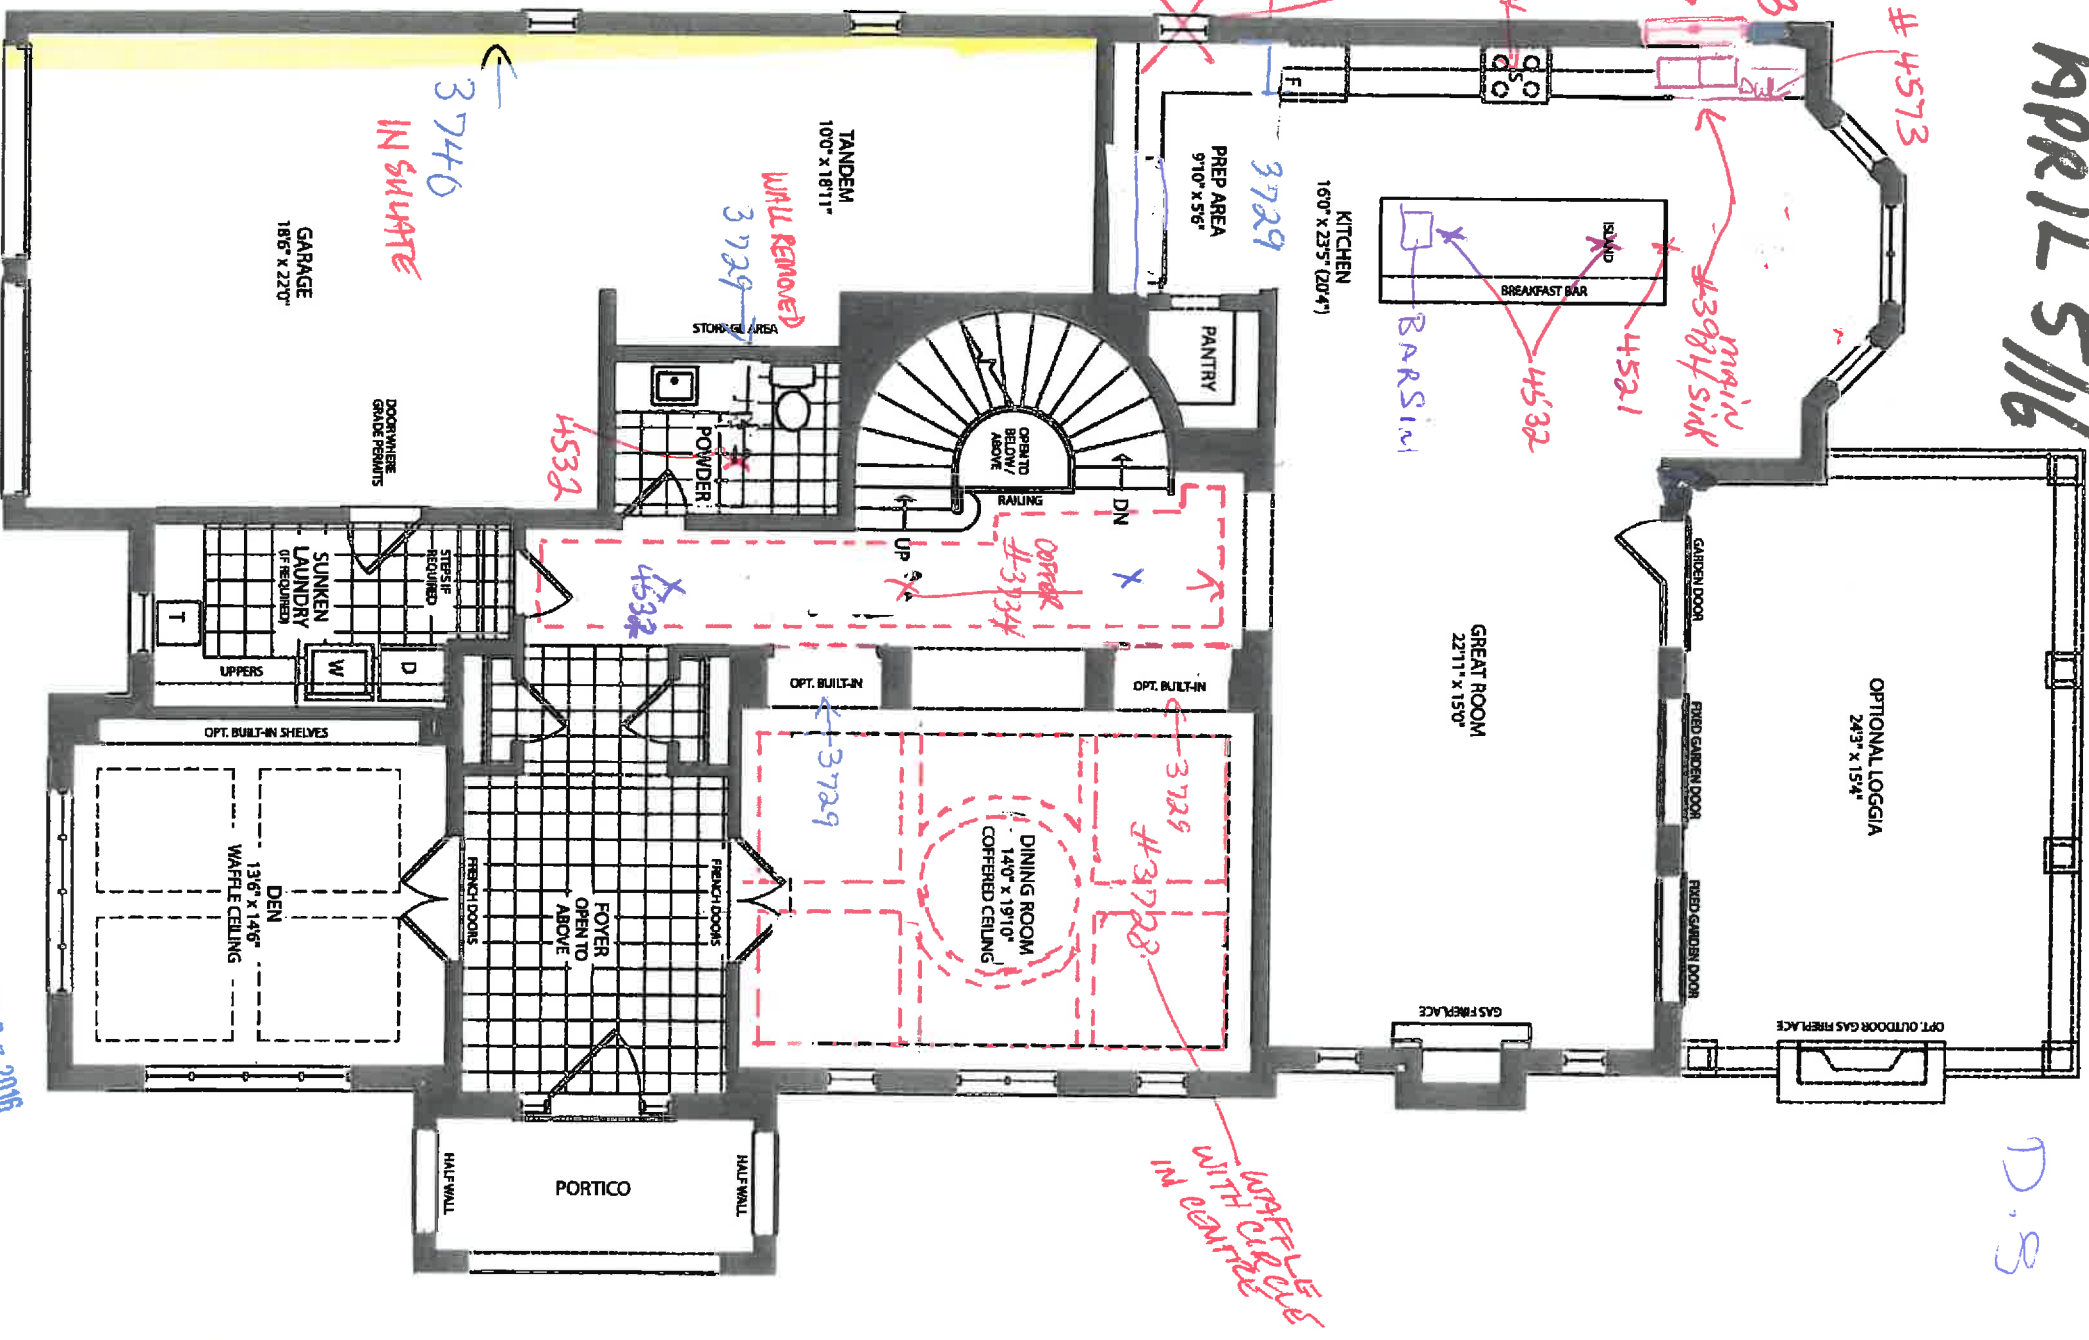 APRIL 5/16
# 4573
D.S
OPTIONAL LOGGIA
24'3" x 15'4"
OPT. OUTDOOR GAS FIREPLACE
GARDEN DOOR
FIXED GARDEN DOOR
FIXED GARDEN DOOR
GREAT ROOM
22'11" x 15'0"
GAS FIREPLACE
MAIN
#3984/SINK
DW
S
F
4521
4532
BARSIN
ISLAND
BREAKFAST BAR
KITCHEN
16'0" x 23'5" (20'4")
3729
PREP AREA
9'10" x 5'6"
PANTRY
OPEN TO
BELOW/
ABOVE
RAILING
DN
UP
COFFER
#3734
4532
OPT. BUILT-IN
OPT. BUILT-IN
3729
3729
#3728
WAFFLE
WITH CIRCLE
IN CENTRE
DINING ROOM
14'0" x 19'10"
COFFERED CEILING
TANDEM
10'0" x 18'11"
WALL REMOVED
3729
STORAGE AREA
POWDER
4532
3740
INSULATE
GARAGE
18'6" x 22'0"
DOOR WHERE
GRADE PERMITS
STEPS IF
REQUIRED
SUNKEN
LAUNDRY
(IF REQUIRED)
T
W
D
UPPERS
OPT. BUILT-IN SHELVES
FRENCH DOORS
FRENCH DOORS
FOYER
OPEN TO
ABOVE
DEN
13'6" x 14'6"
WAFFLE CEILING
HALF WALL
HALF WALL
PORTICO
2016